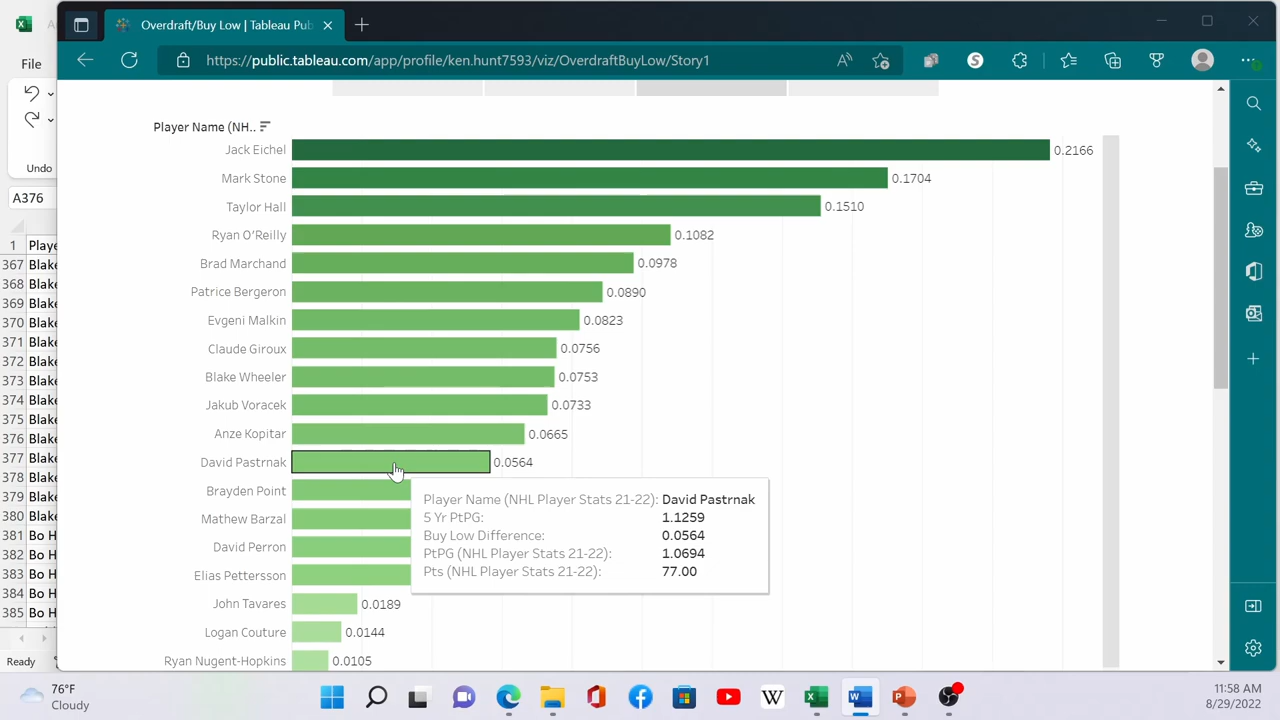 Overdraft/Buy Low | Tableau Pub
File
https://public.tableau.com/app/profile/ken.hunt7593/viz/OverdraftBuyLow/Story1
Undo
A376
1 Playe
367 Blake
368 Blake
369 Blake
370 Blake
371 Blake
372 Blake
373 Blake
374 Blake
375 Blake
376 Blake
377 Blake
378 Blake
379 Blake
380 Blake
381 Bo H
382 Bo H
383 Bo H
384 Bo H
385 Bo H
Ready
Player Name (NH..
Jack Eichel 0.2166
Mark Stone 0.1704
Taylor Hall 0.1510
Ryan O'Reilly 0.1082
Brad Marchand 0.0978
Patrice Bergeron 0.0890
Evgeni Malkin 0.0823
Claude Giroux 0.0756
Blake Wheeler 0.0753
Jakub Voracek 0.0733
Anze Kopitar 0.0665
David Pastrnak 0.0564
Brayden Point
Mathew Barzal
David Perron
Elias Pettersson
John Tavares 0.0189
Logan Couture 0.0144
Ryan Nugent-Hopkins 0.0105
Player Name (NHL Player Stats 21-22): David Pastrnak
5 Yr PtPG: 1.1259
Buy Low Difference: 0.0564
PtPG (NHL Player Stats 21-22): 1.0694
Pts (NHL Player Stats 21-22): 77.00
76°F
Cloudy
11:58 AM
8/29/2022